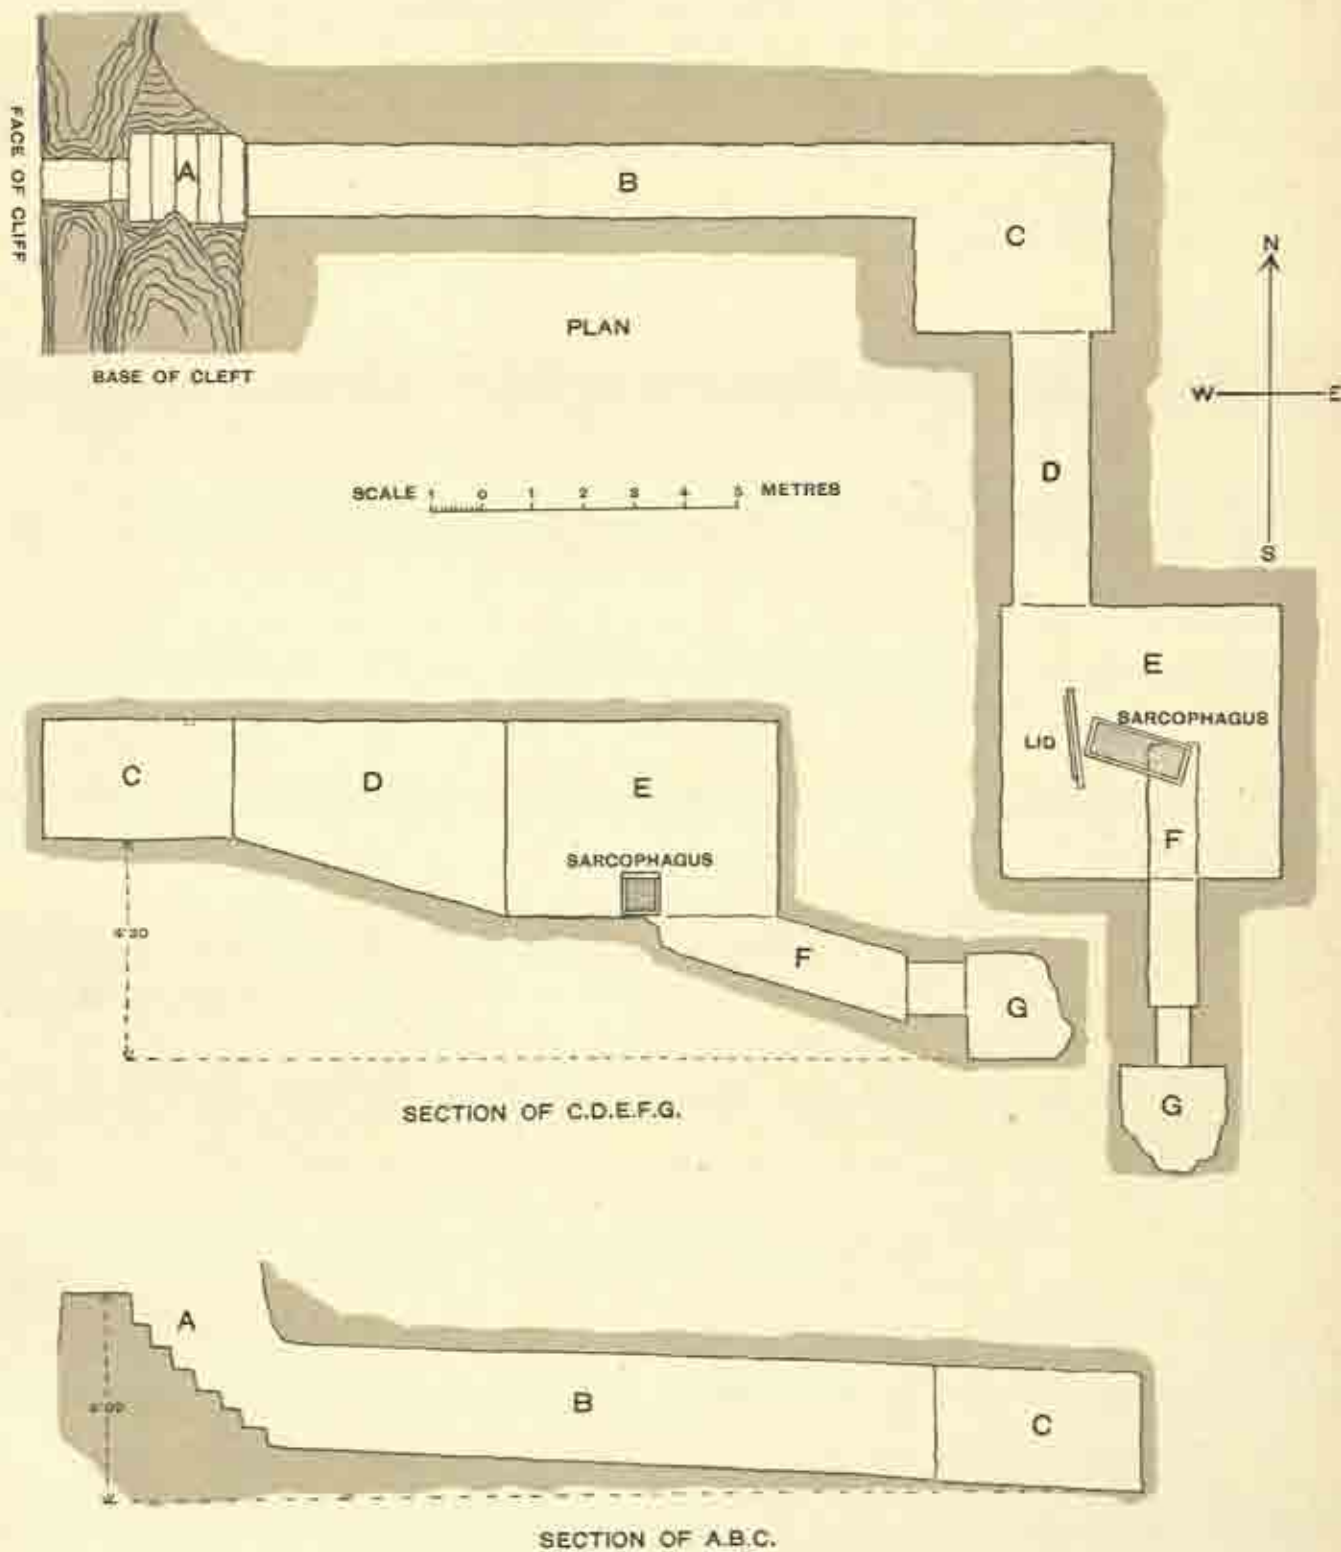 FACE OF CLIFF
A
B
C
PLAN
BASE OF CLEFT
N
W E
S
D
SCALE 1 0 1 2 3 4 5 METRES
E
SARCOPHAGUS
LID
F
G
C
D
E
SARCOPHAGUS
F
G
SECTION OF C.D.E.F.G.
A
B
C
SECTION OF A.B.C.